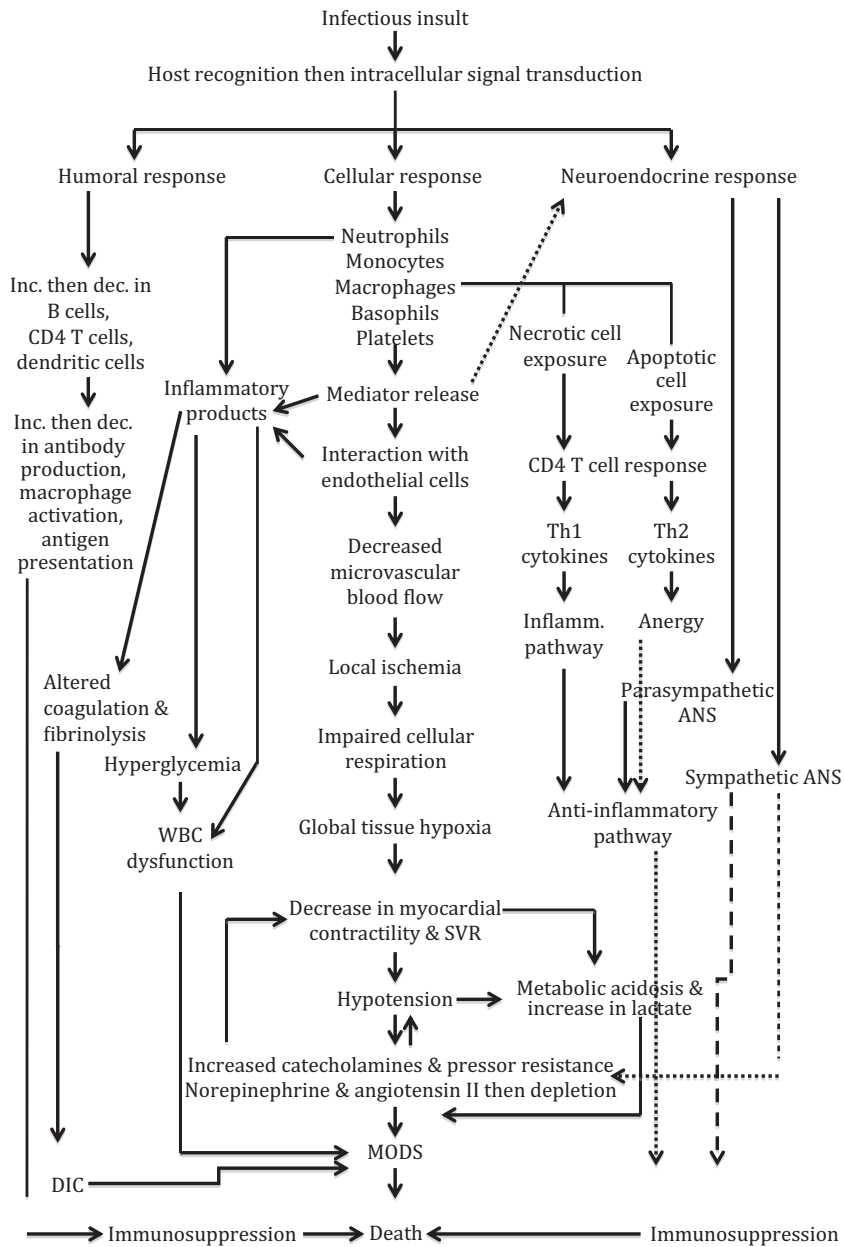 Infectious insult
Host recognition then intracellular signal transduction
Humoral response
Cellular response
Neuroendocrine response
Neutrophils
Monocytes
Macrophages
Basophils
Platelets
Inc. then dec. in
B cells,
CD4 T cells,
dendritic cells
Necrotic cell
exposure
Apoptotic
cell
exposure
Inflammatory
products
Mediator release
Inc. then dec.
in antibody
production,
macrophage
activation,
antigen
presentation
Interaction with
endothelial cells
CD4 T cell response
Decreased
microvascular
blood flow
Th1
cytokines
Th2
cytokines
Inflamm.
pathway
Anergy
Local ischemia
Altered
coagulation &
fibrinolysis
Parasympathetic
ANS
Impaired cellular
respiration
Hyperglycemia
Sympathetic ANS
Global tissue hypoxia
Anti-inflammatory
pathway
WBC
dysfunction
Decrease in myocardial
contractility & SVR
Hypotension
Metabolic acidosis &
increase in lactate
Increased catecholamines & pressor resistance
Norepinephrine & angiotensin II then depletion
MODS
DIC
Immunosuppression
Death
Immunosuppression